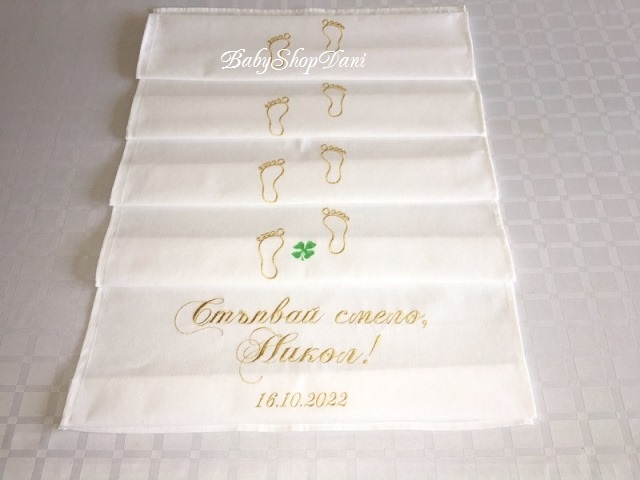 BabyShopDani
Стъпвай смело,
Никол!
16.10.2022